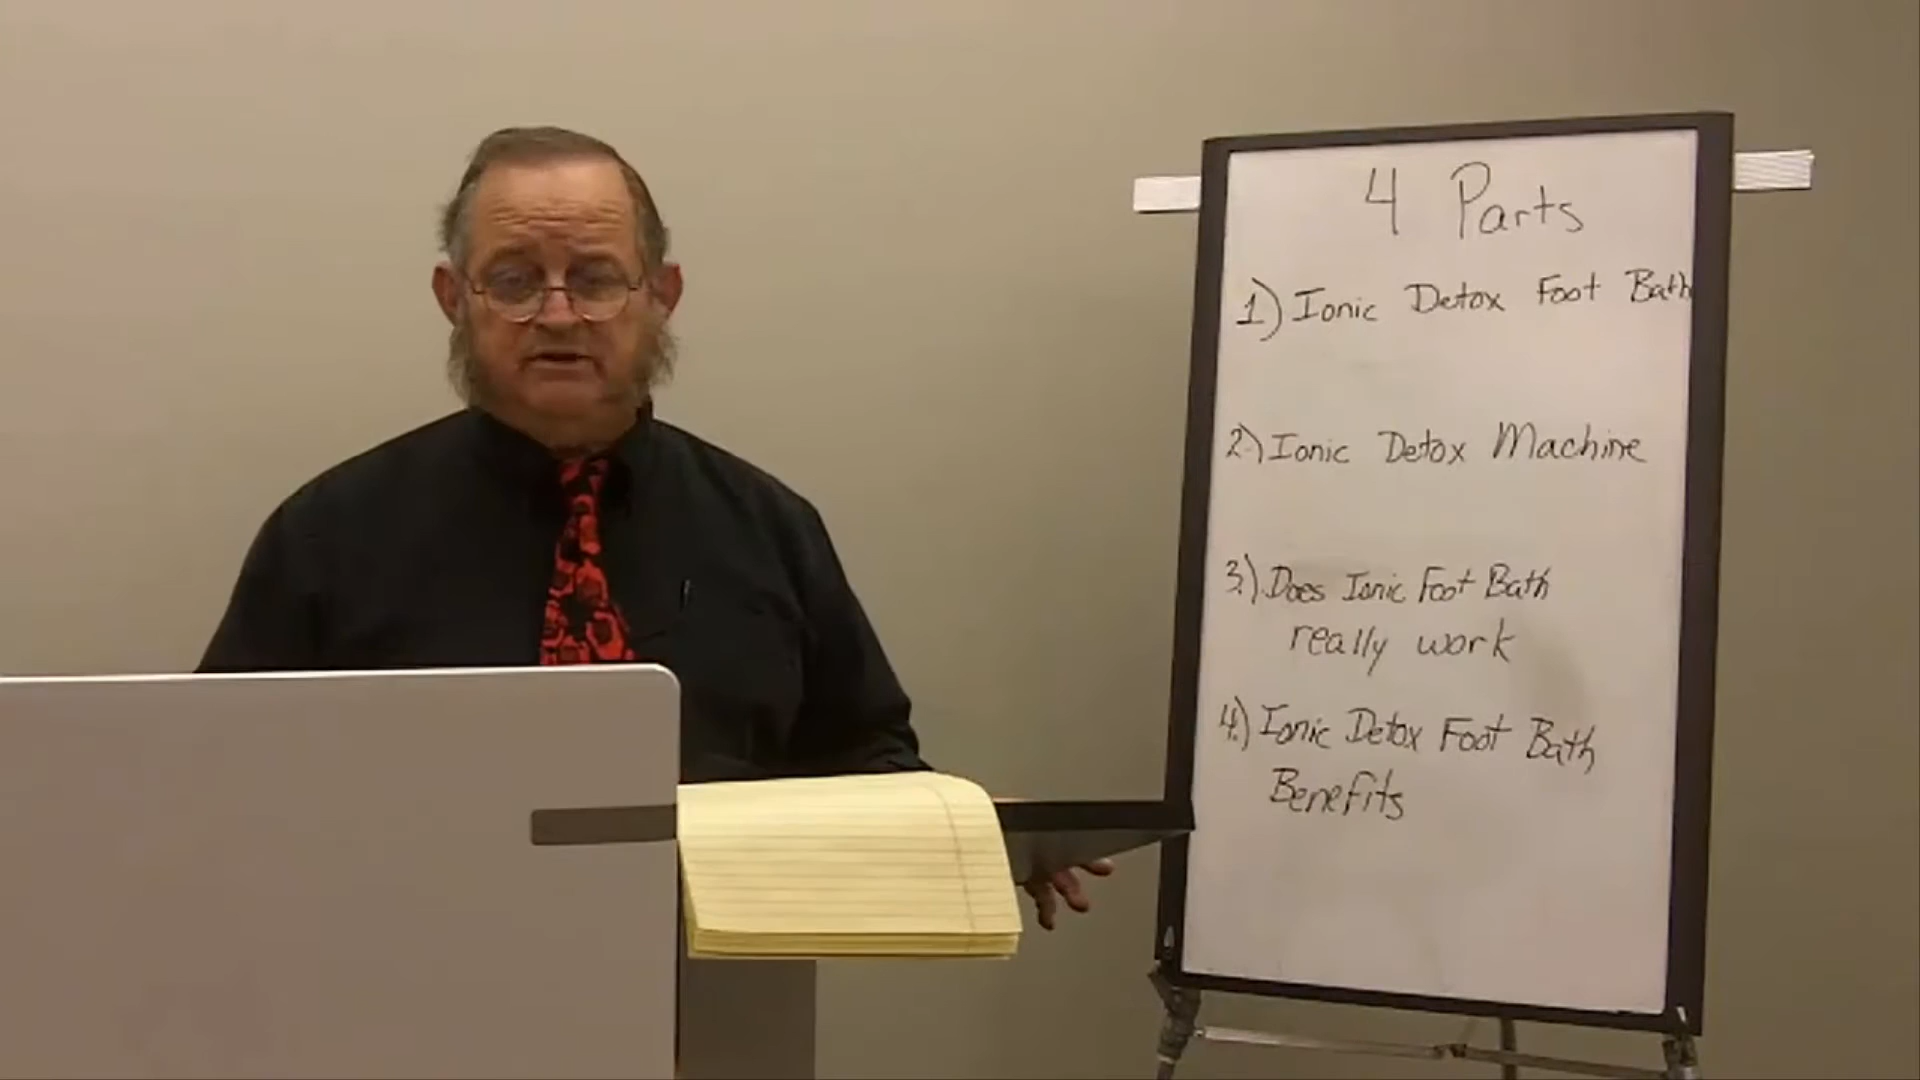 4 Parts
1) Ionic Detox Foot Bath
2.) Ionic Detox Machine
3.) Does Ionic Foot Bath
really work
4.) Ionic Detox Foot Bath
Benefits